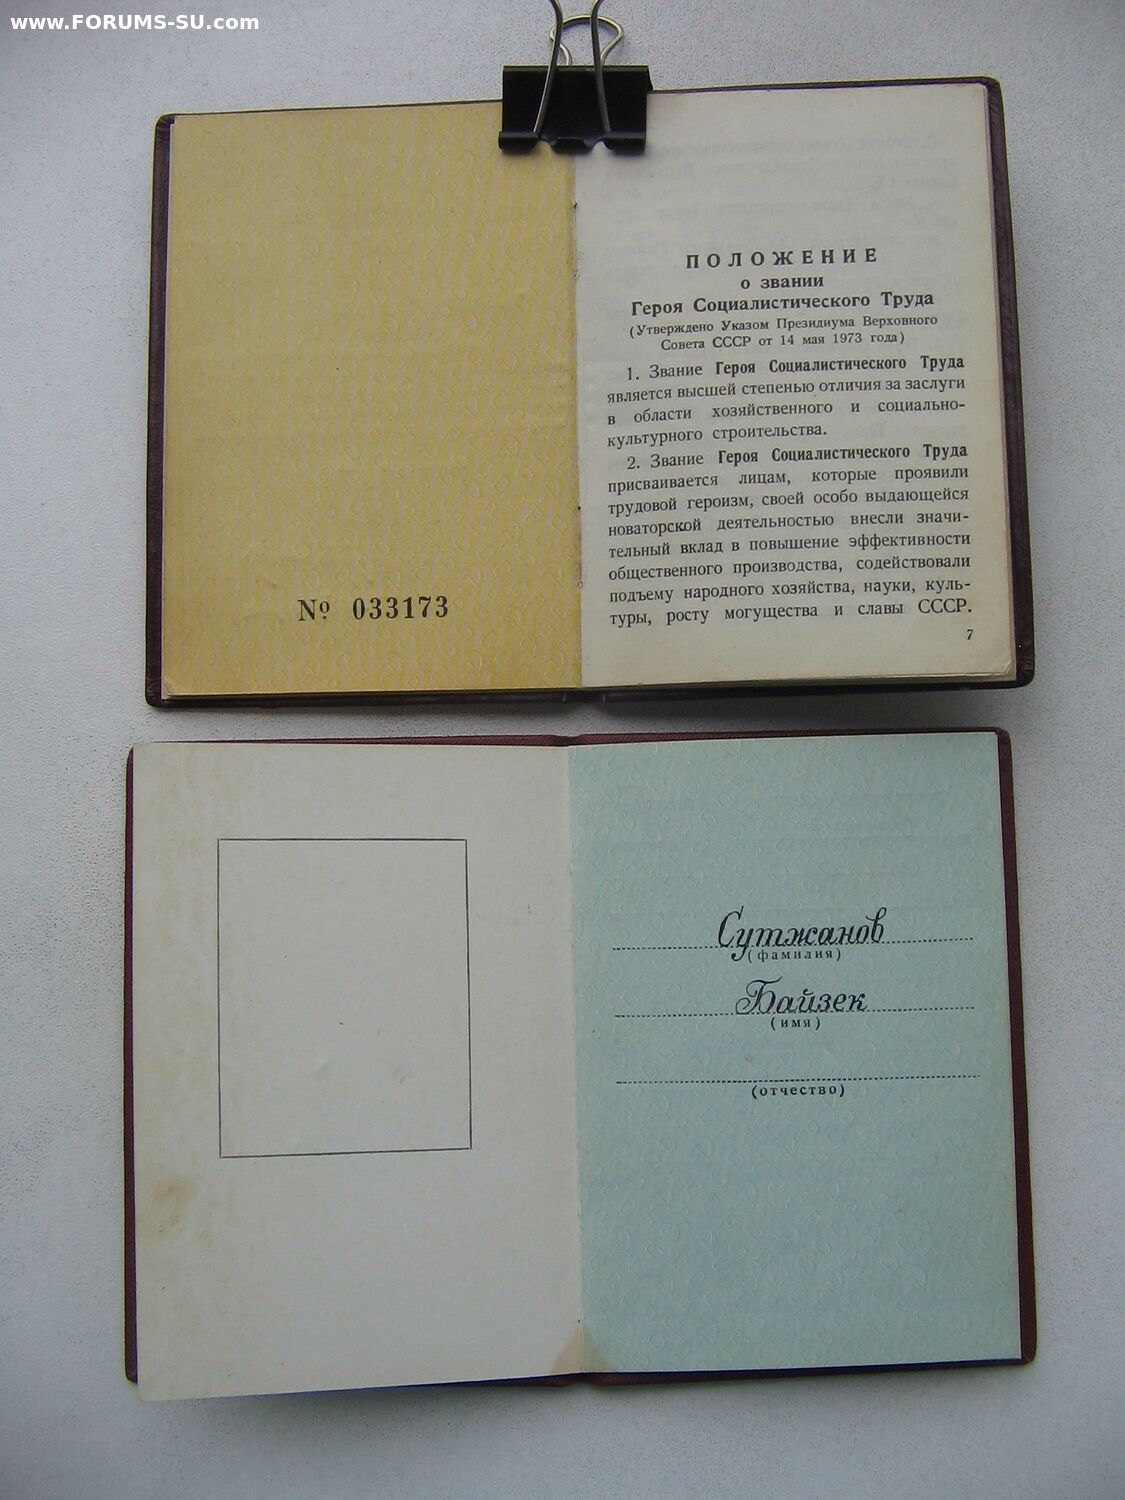 www.FORUMS-SU.com
№ 033173
ПОЛОЖЕНИЕ
о звании
Героя Социалистического Труда
(Утверждено Указом Президиума Верховного
Совета СССР от 14 мая 1973 года)
1. Звание Героя Социалистического Труда
является высшей степенью отличия за заслуги
в области хозяйственного и социально-
культурного строительства.
2. Звание Героя Социалистического Труда
присваивается лицам, которые проявили
трудовой героизм, своей особо выдающейся
новаторской деятельностью внесли значи-
тельный вклад в повышение эффективности
общественного производства, содействовали
подъему народного хозяйства, науки, куль-
туры, росту могущества и славы СССР.
7
Сутжанов
(фамилия)
Байзек
(имя)
(отчество)